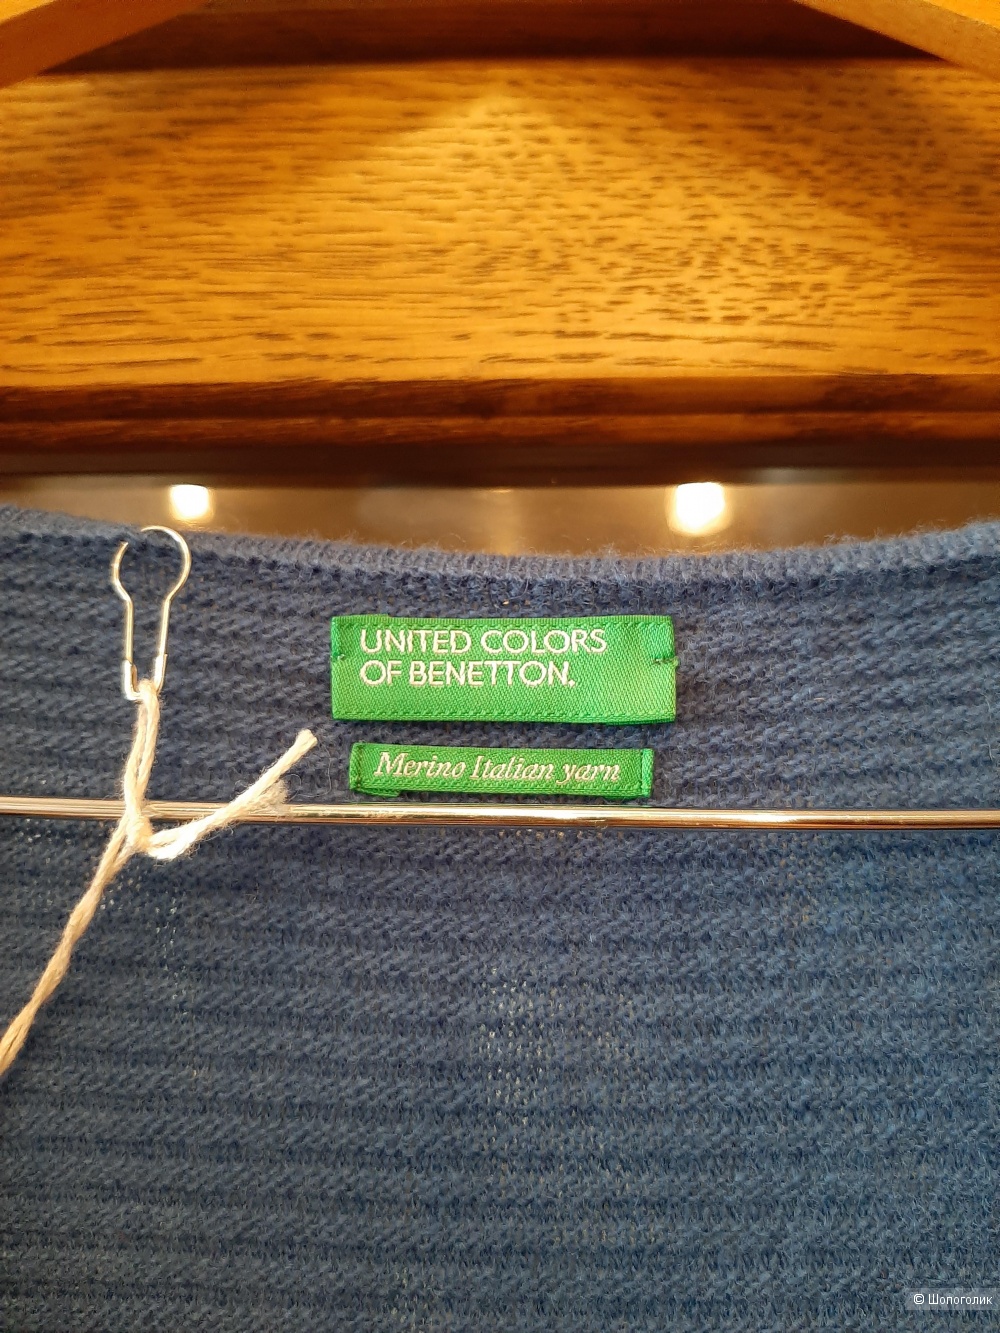 UNITED COLORS
OF BENETTON.
Merino Italian yarn
© Шопоголик